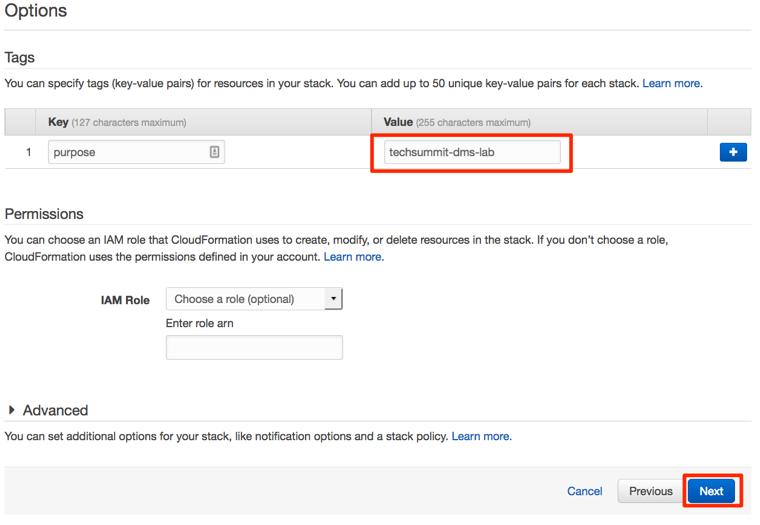 Options
Tags
You can specify tags (key-value pairs) for resources in your stack. You can add up to 50 unique key-value pairs for each stack. Learn more.
Key (127 characters maximum) Value (255 characters maximum)
1 purpose techsummit-dms-lab +
Permissions
You can choose an IAM role that CloudFormation uses to create, modify, or delete resources in the stack. If you don't choose a role,
CloudFormation uses the permissions defined in your account. Learn more.
IAM Role Choose a role (optional)
Enter role arn
Advanced
You can set additional options for your stack, like notification options and a stack policy. Learn more.
Cancel Previous Next